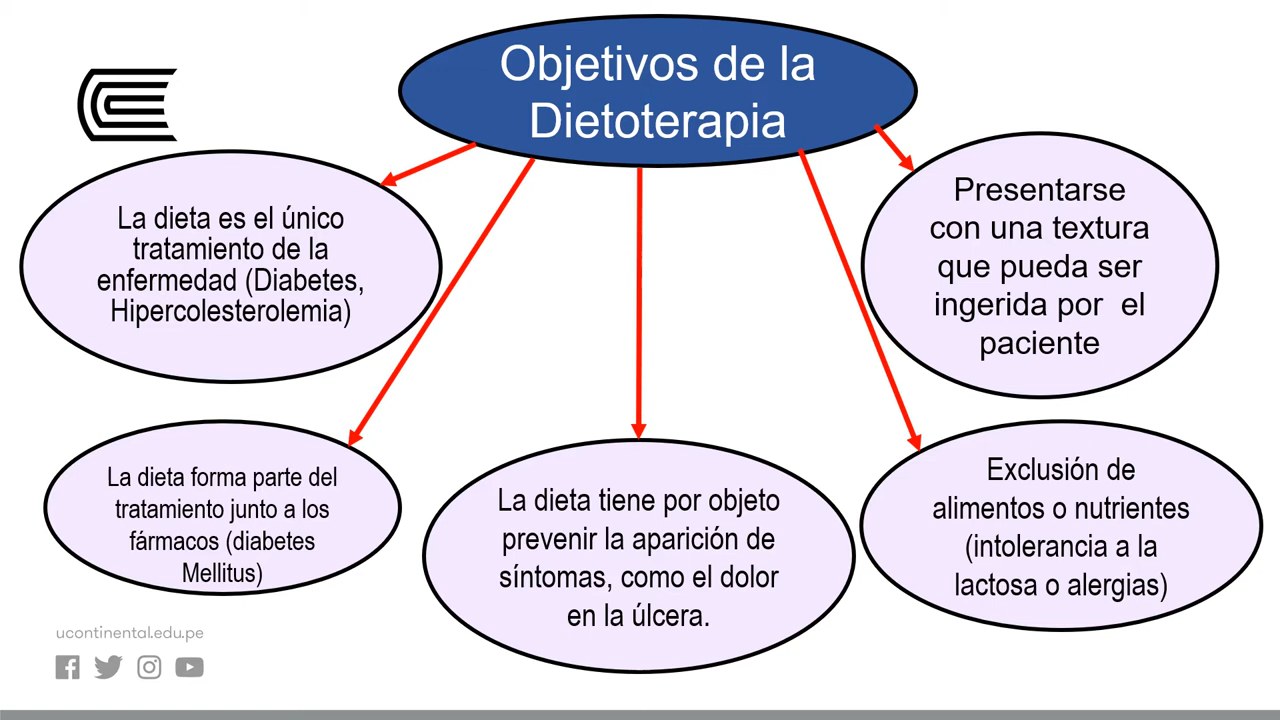 Objetivos de la
Dietoterapia
La dieta es el único
tratamiento de la
enfermedad (Diabetes,
Hipercolesterolemia)
Presentarse
con una textura
que pueda ser
ingerida por el
paciente
La dieta forma parte del
tratamiento junto a los
fármacos (diabetes
Mellitus)
La dieta tiene por objeto
prevenir la aparición de
síntomas, como el dolor
en la úlcera.
Exclusión de
alimentos o nutrientes
(intolerancia a la
lactosa o alergias)
ucontinental.edu.pe